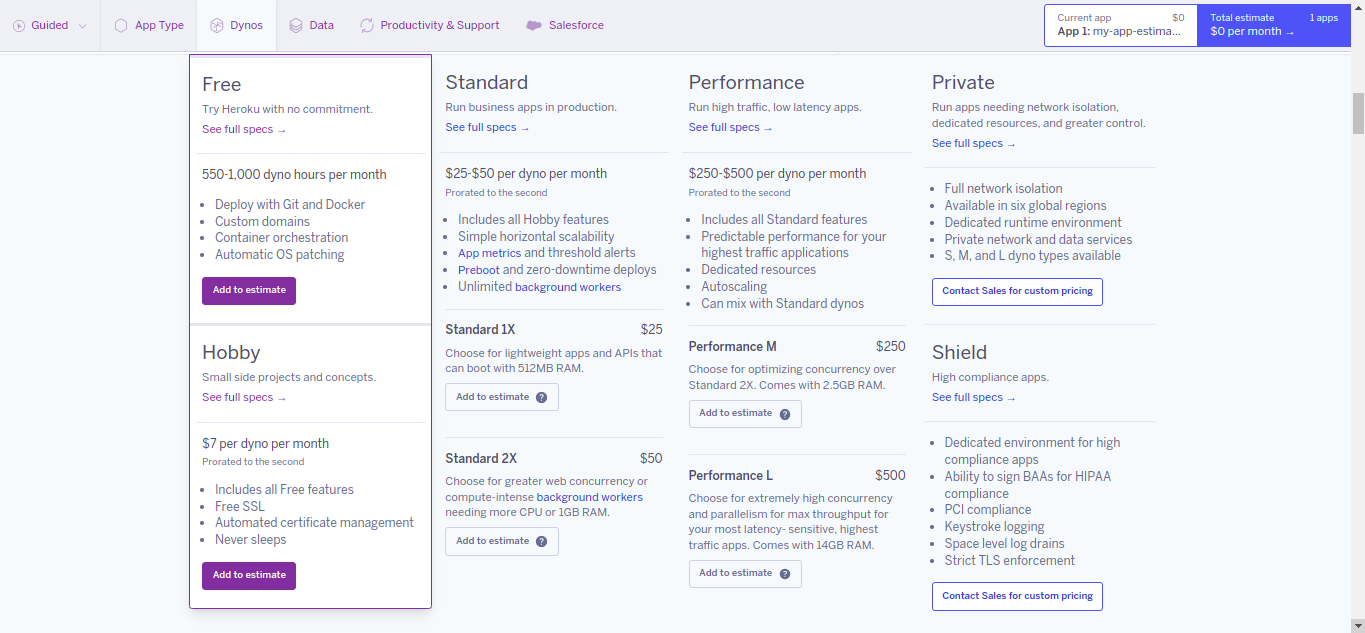 Guided
App Type
Dynos
Data
Productivity & Support
Salesforce
Current app $0
App 1: my-app-estima...
Total estimate 1 apps
$0 per month →
Free
Try Heroku with no commitment.
See full specs →
550-1,000 dyno hours per month
• Deploy with Git and Docker
• Custom domains
• Container orchestration
• Automatic OS patching
Add to estimate
Hobby
Small side projects and concepts.
See full specs →
$7 per dyno per month
Prorated to the second
• Includes all Free features
• Free SSL
• Automated certificate management
• Never sleeps
Add to estimate
Standard
Run business apps in production.
See full specs →
$25-$50 per dyno per month
Prorated to the second
• Includes all Hobby features
• Simple horizontal scalability
• App metrics and threshold alerts
• Preboot and zero-downtime deploys
• Unlimited background workers
Standard 1X $25
Choose for lightweight apps and APIs that
can boot with 512MB RAM.
Add to estimate ?
Standard 2X $50
Choose for greater web concurrency or
compute-intense background workers
needing more CPU or 1GB RAM.
Add to estimate ?
Performance
Run high traffic, low latency apps.
See full specs →
$250-$500 per dyno per month
Prorated to the second
• Includes all Standard features
• Predictable performance for your
highest traffic applications
• Dedicated resources
• Autoscaling
• Can mix with Standard dynos
Performance M $250
Choose for optimizing concurrency over
Standard 2X. Comes with 2.5GB RAM.
Add to estimate ?
Performance L $500
Choose for extremely high concurrency
and parallelism for max throughput for
your most latency- sensitive, highest
traffic apps. Comes with 14GB RAM.
Add to estimate ?
Private
Run apps needing network isolation,
dedicated resources, and greater control.
See full specs →
• Full network isolation
• Available in six global regions
• Dedicated runtime environment
• Private network and data services
• S, M, and L dyno types available
Contact Sales for custom pricing
Shield
High compliance apps.
See full specs →
• Dedicated environment for high
compliance apps
• Ability to sign BAAs for HIPAA
compliance
• PCI compliance
• Keystroke logging
• Space level log drains
• Strict TLS enforcement
Contact Sales for custom pricing